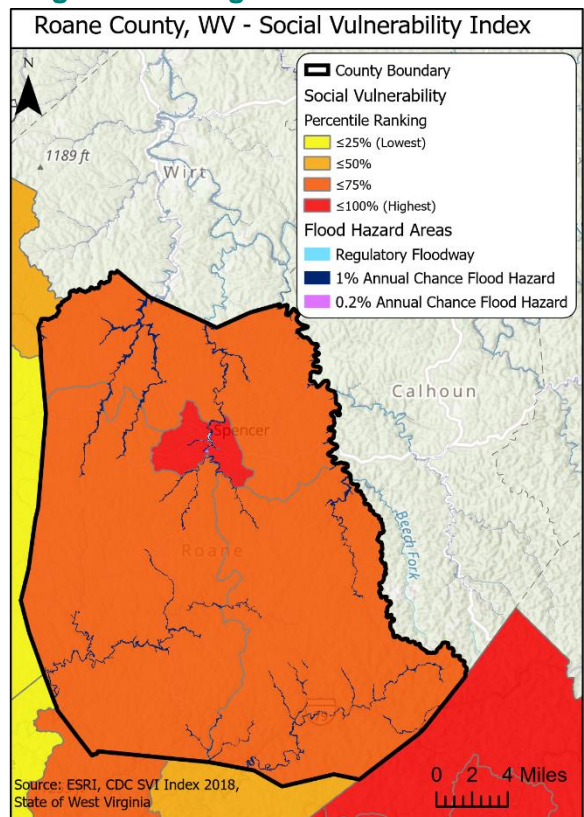 Roane County, WV - Social Vulnerability Index
N
County Boundary
Social Vulnerability
Percentile Ranking
≤25% (Lowest)
≤50%
≤75%
≤100% (Highest)
Flood Hazard Areas
Regulatory Floodway
1% Annual Chance Flood Hazard
0.2% Annual Chance Flood Hazard
1189 ft
Wirt
Calhoun
Spencer
Beech Fork
Roane
79
Source: ESRI, CDC SVI Index 2018,
State of West Virginia
0 2 4 Miles